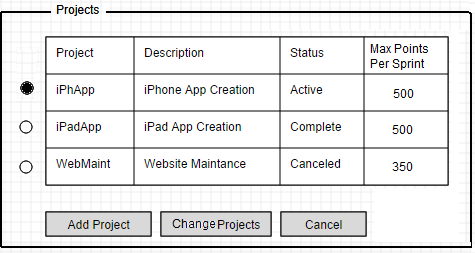 Projects
Project Description Status Max Points
Per Sprint
iPhApp iPhone App Creation Active 500
iPadApp iPad App Creation Complete 500
WebMaint Website Maintance Canceled 350
Add Project Change Projects Cancel